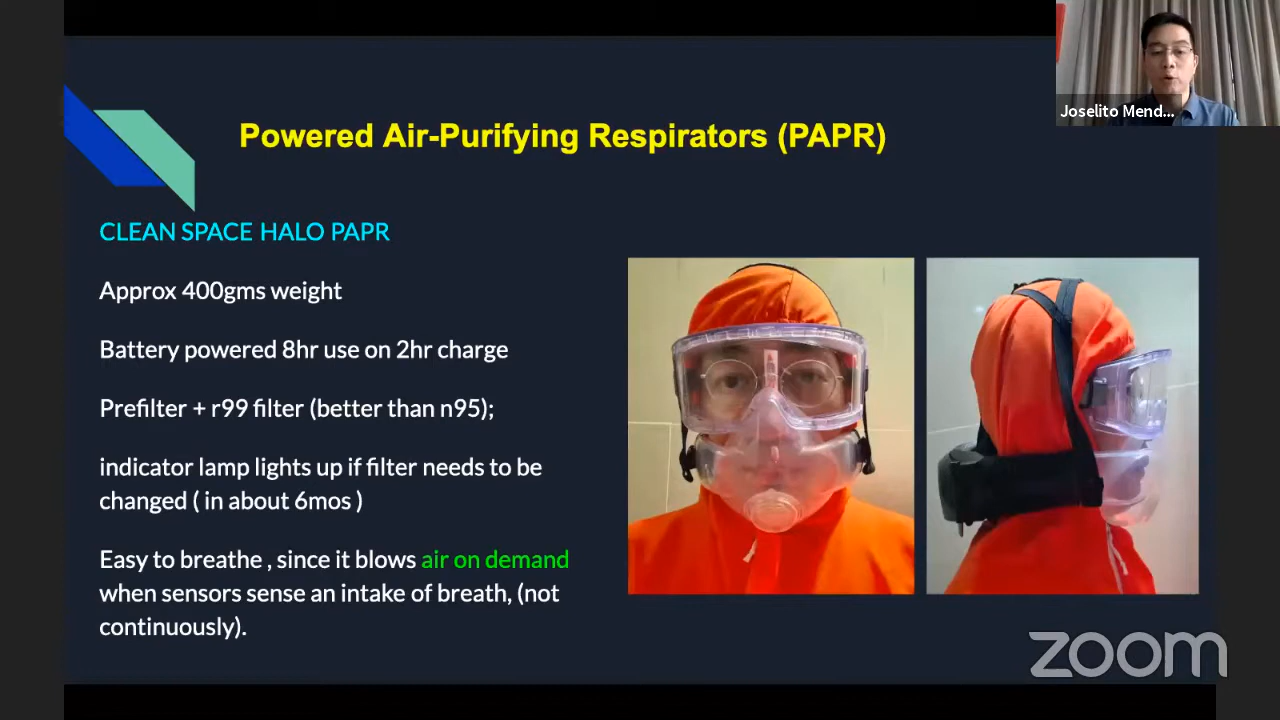 Joselito Mend...
Powered Air-Purifying Respirators (PAPR)
CLEAN SPACE HALO PAPR
Approx 400gms weight
Battery powered 8hr use on 2hr charge
Prefilter + r99 filter (better than n95);
indicator lamp lights up if filter needs to be
changed ( in about 6mos )
Easy to breathe , since it blows air on demand
when sensors sense an intake of breath, (not
continuously).
zoom